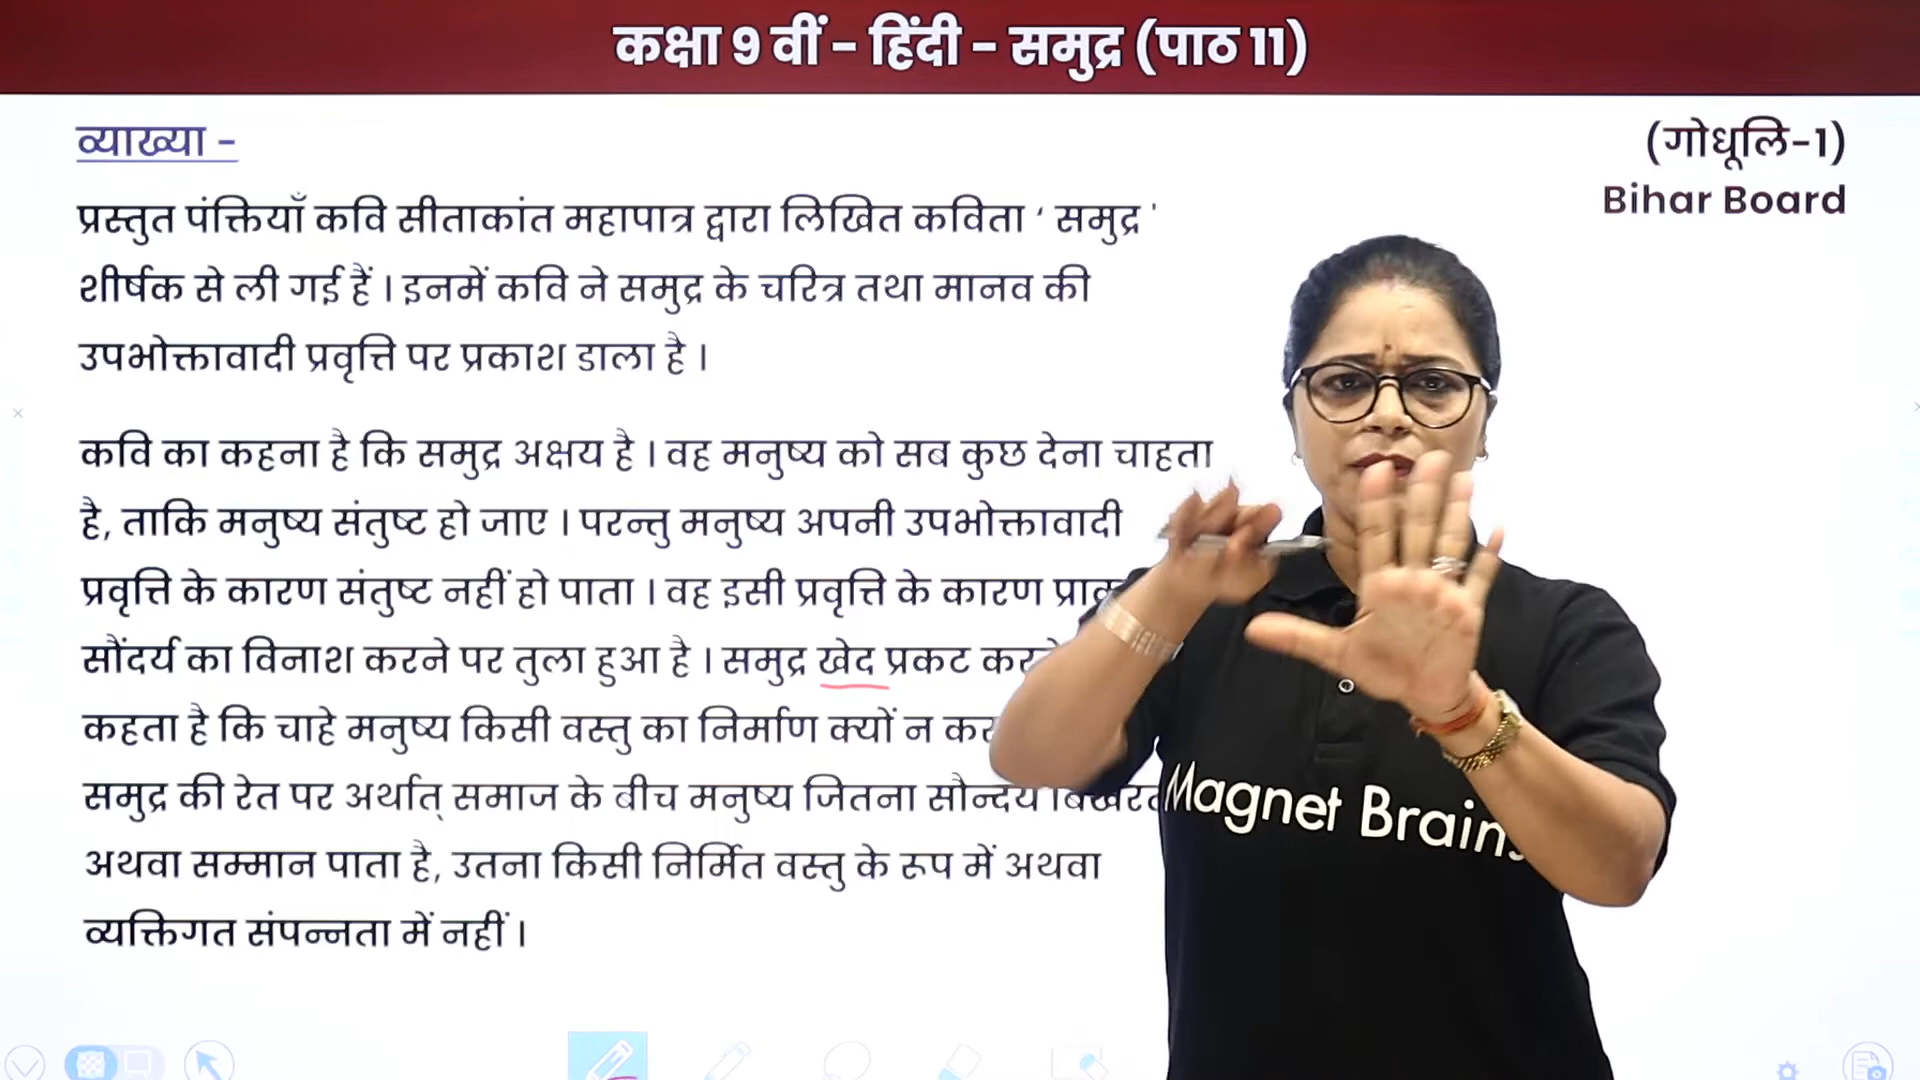 कक्षा 9 वीं - हिंदी - समुद्र (पाठ 11)
व्याख्या -
(गोधूलि-1)
Bihar Board
प्रस्तुत पंक्तियाँ कवि सीताकांत महापात्र द्वारा लिखित कविता ‘ समुद्र '
शीर्षक से ली गई हैं । इनमें कवि ने समुद्र के चरित्र तथा मानव की
उपभोक्तावादी प्रवृत्ति पर प्रकाश डाला है ।
कवि का कहना है कि समुद्र अक्षय है । वह मनुष्य को सब कुछ देना चाहता
है, ताकि मनुष्य संतुष्ट हो जाए । परन्तु मनुष्य अपनी उपभोक्तावादी
प्रवृत्ति के कारण संतुष्ट नहीं हो पाता । वह इसी प्रवृत्ति के कारण
सौंदर्य का विनाश करने पर तुला हुआ है । समुद्र खेद प्रकट
कहता है कि चाहे मनुष्य किसी वस्तु का निर्माण क्यों न
समुद्र की रेत पर अर्थात् समाज के बीच मनुष्य जितना सौन्दर्य
अथवा सम्मान पाता है, उतना किसी निर्मित वस्तु के रूप में अथवा
व्यक्तिगत संपन्नता में नहीं ।
Magnet Brains